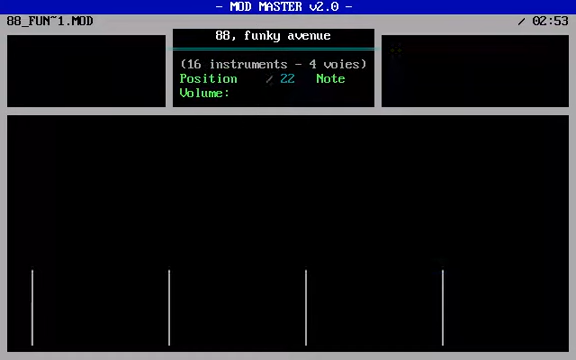 - MOD MASTER v2.0 -
88_FUN~1.MOD / 02:53
88, funky avenue
(16 instruments - 4 voies)
Position / 22 Note
Volume: